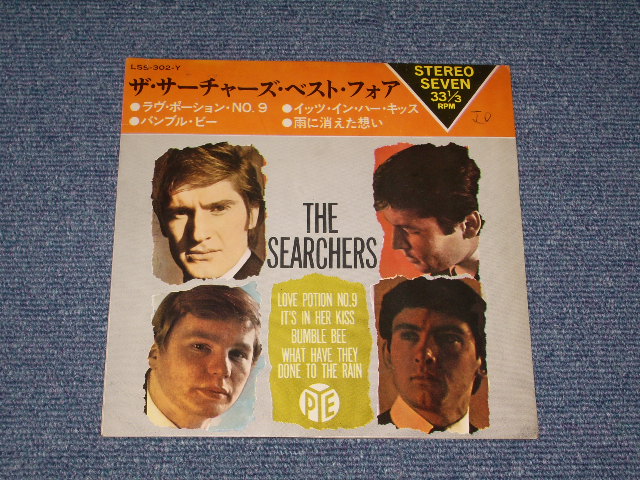 LSS-302-Y
ザ・サーチャーズ・ベスト・フォア
●ラヴ・ポーション・NO.9 ●イッツ・イン・ハー・キッス
●バンブル・ビー ●雨に消えた想い
STEREO
SEVEN
33 1/3
RPM
THE
SEARCHERS
LOVE POTION NO.9
IT'S IN HER KISS
BUMBLE BEE
WHAT HAVE THEY
DONE TO THE RAIN
PYE